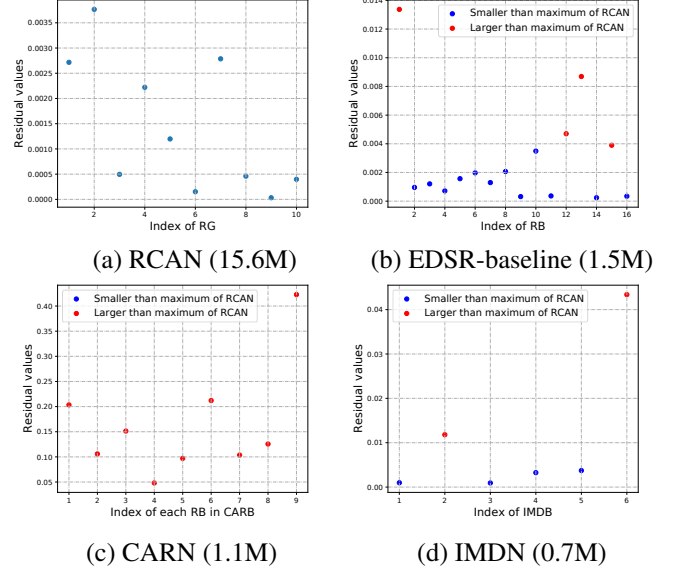 0.0035
0.0030
0.0025
0.0020
0.0015
0.0010
0.0005
0.0000
Residual values
2 4 6 8 10
Index of RG
(a) RCAN (15.6M)
0.014
0.012
0.010
0.008
0.006
0.004
0.002
0.000
Residual values
Smaller than maximum of RCAN
Larger than maximum of RCAN
2 4 6 8 10 12 14 16
Index of RB
(b) EDSR-baseline (1.5M)
0.40
0.35
0.30
0.25
0.20
0.15
0.10
0.05
Residual values
Smaller than maximum of RCAN
Larger than maximum of RCAN
1 2 3 4 5 6 7 8 9
Index of each RB in CARB
(c) CARN (1.1M)
0.04
0.03
0.02
0.01
0.00
Residual values
Smaller than maximum of RCAN
Larger than maximum of RCAN
1 2 3 4 5 6
Index of IMDB
(d) IMDN (0.7M)